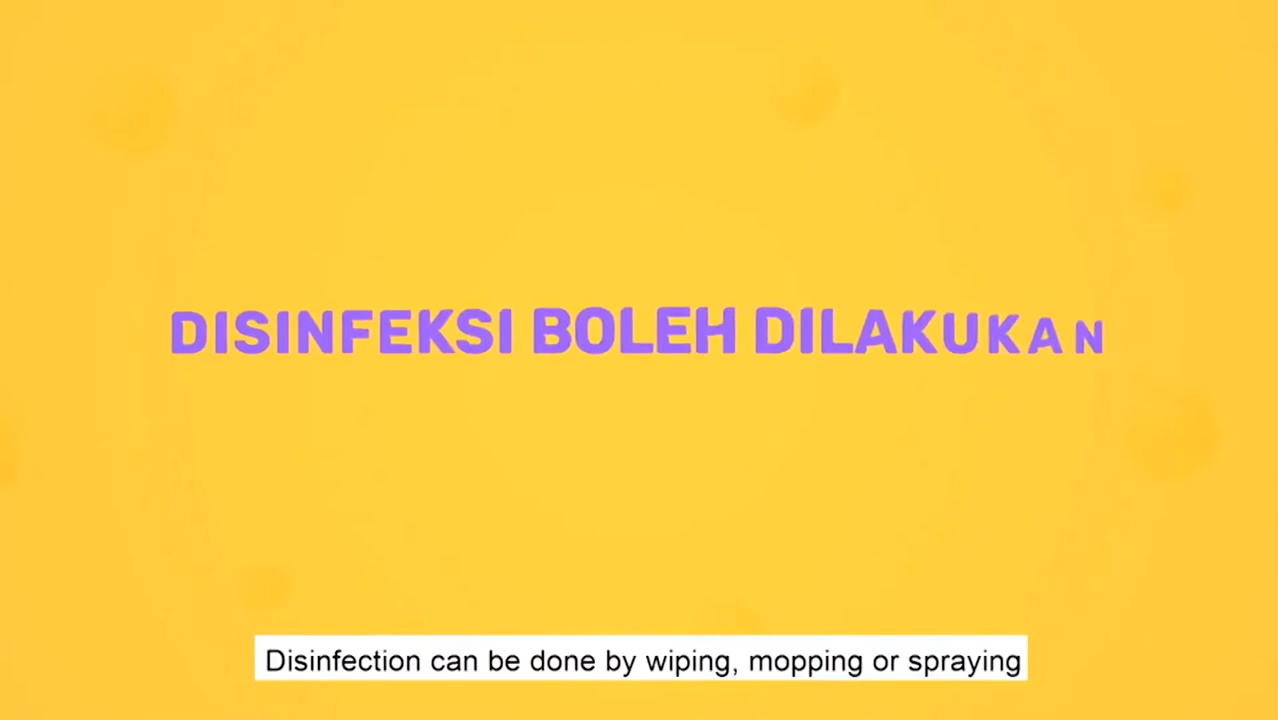 DISINFEKSI BOLEH DILAKUKAN
Disinfection can be done by wiping, mopping or spraying